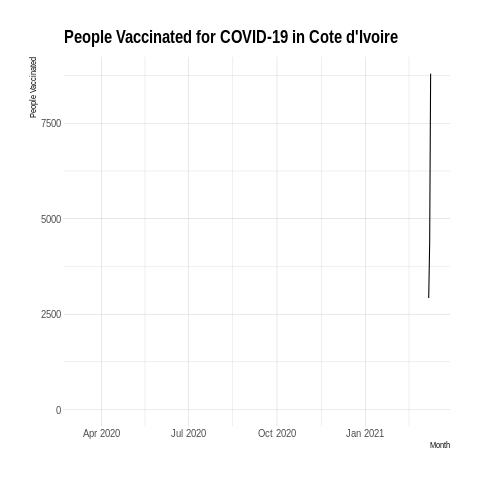 People Vaccinated for COVID-19 in Cote d'Ivoire
People Vaccinated
7500
5000
2500
0
Apr 2020 Jul 2020 Oct 2020 Jan 2021
Month